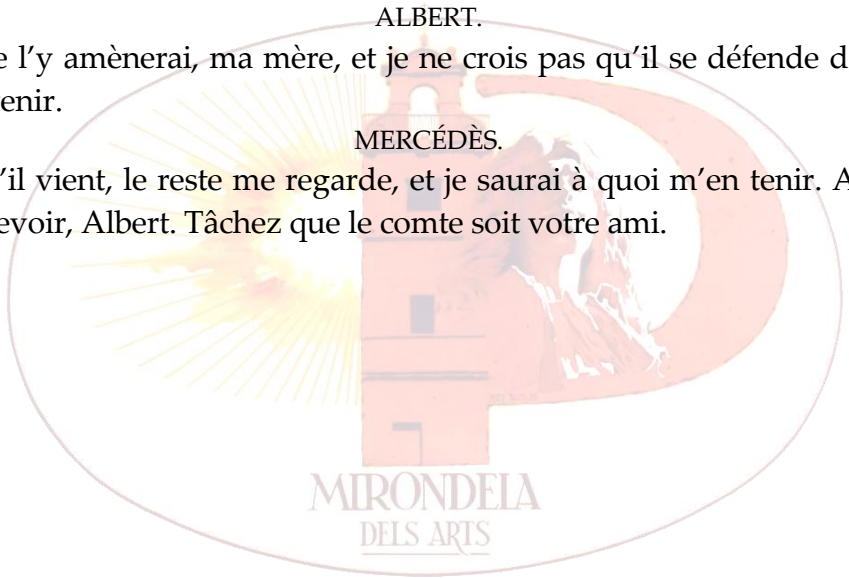 ALBERT.
l'y amènerai, ma mère, et je ne crois pas qu'il se défende
MERCÉDÈS.
vient, le reste me regarde, et je saurai à quoi m'en tenir.
Albert. Tâchez que le comte soit votre ami.
MIRONDELA
DELS ARTS